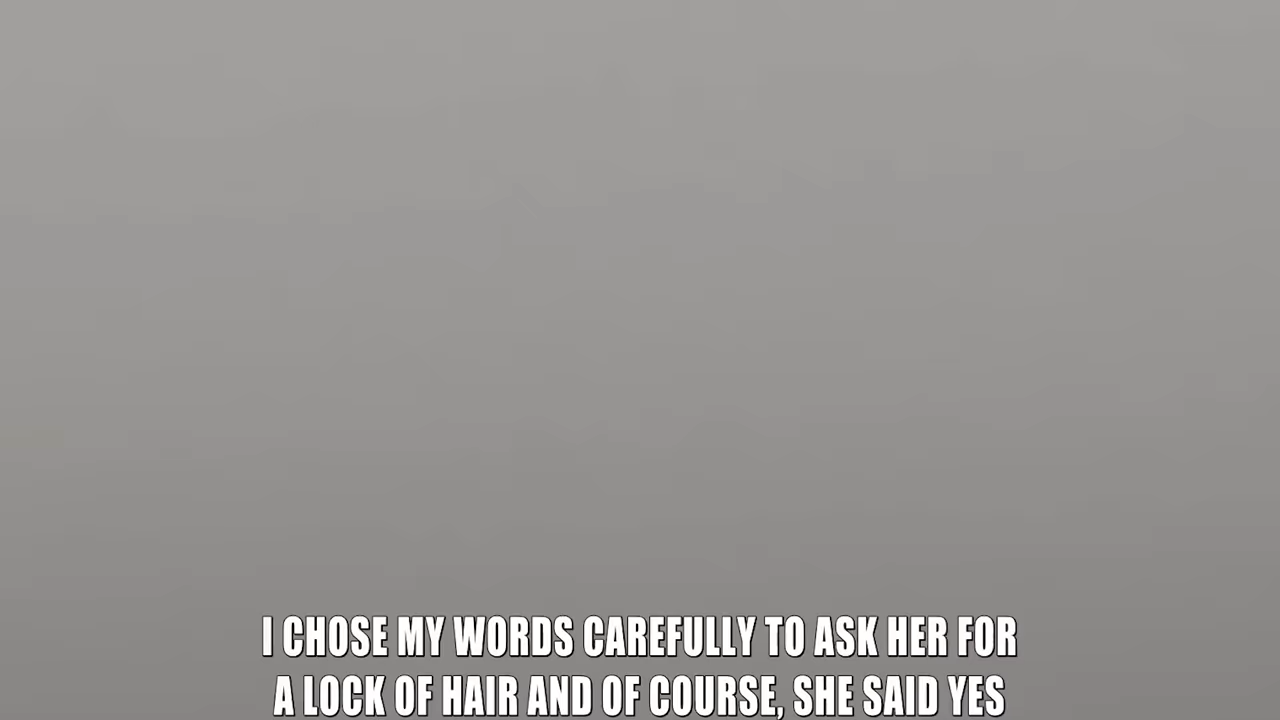 I CHOSE MY WORDS CAREFULLY TO ASK HER FOR
A LOCK OF HAIR AND OF COURSE, SHE SAID YES